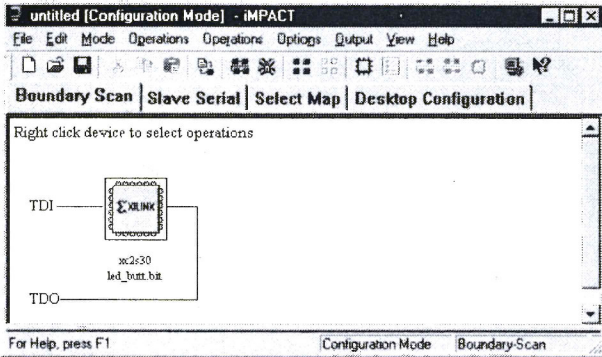 untitled [Configuration Mode] - iMPACT
File Edit Mode Operations Operations Options Output View Help
Boundary Scan Slave Serial Select Map Desktop Configuration
Right click device to select operations
TDI
XILINX
xc2s30
led_butt.bit
TDO
For Help, press F1 Configuration Mode Boundary-Scan